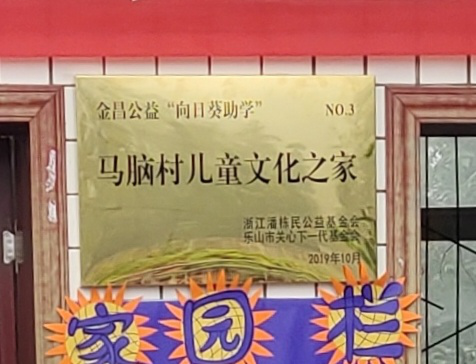 金昌公益“向日葵助学” NO.3
马脑村儿童文化之家
浙江潘栋民公益基金会
乐山市关心下一代基金会
2019年10月
家园栏